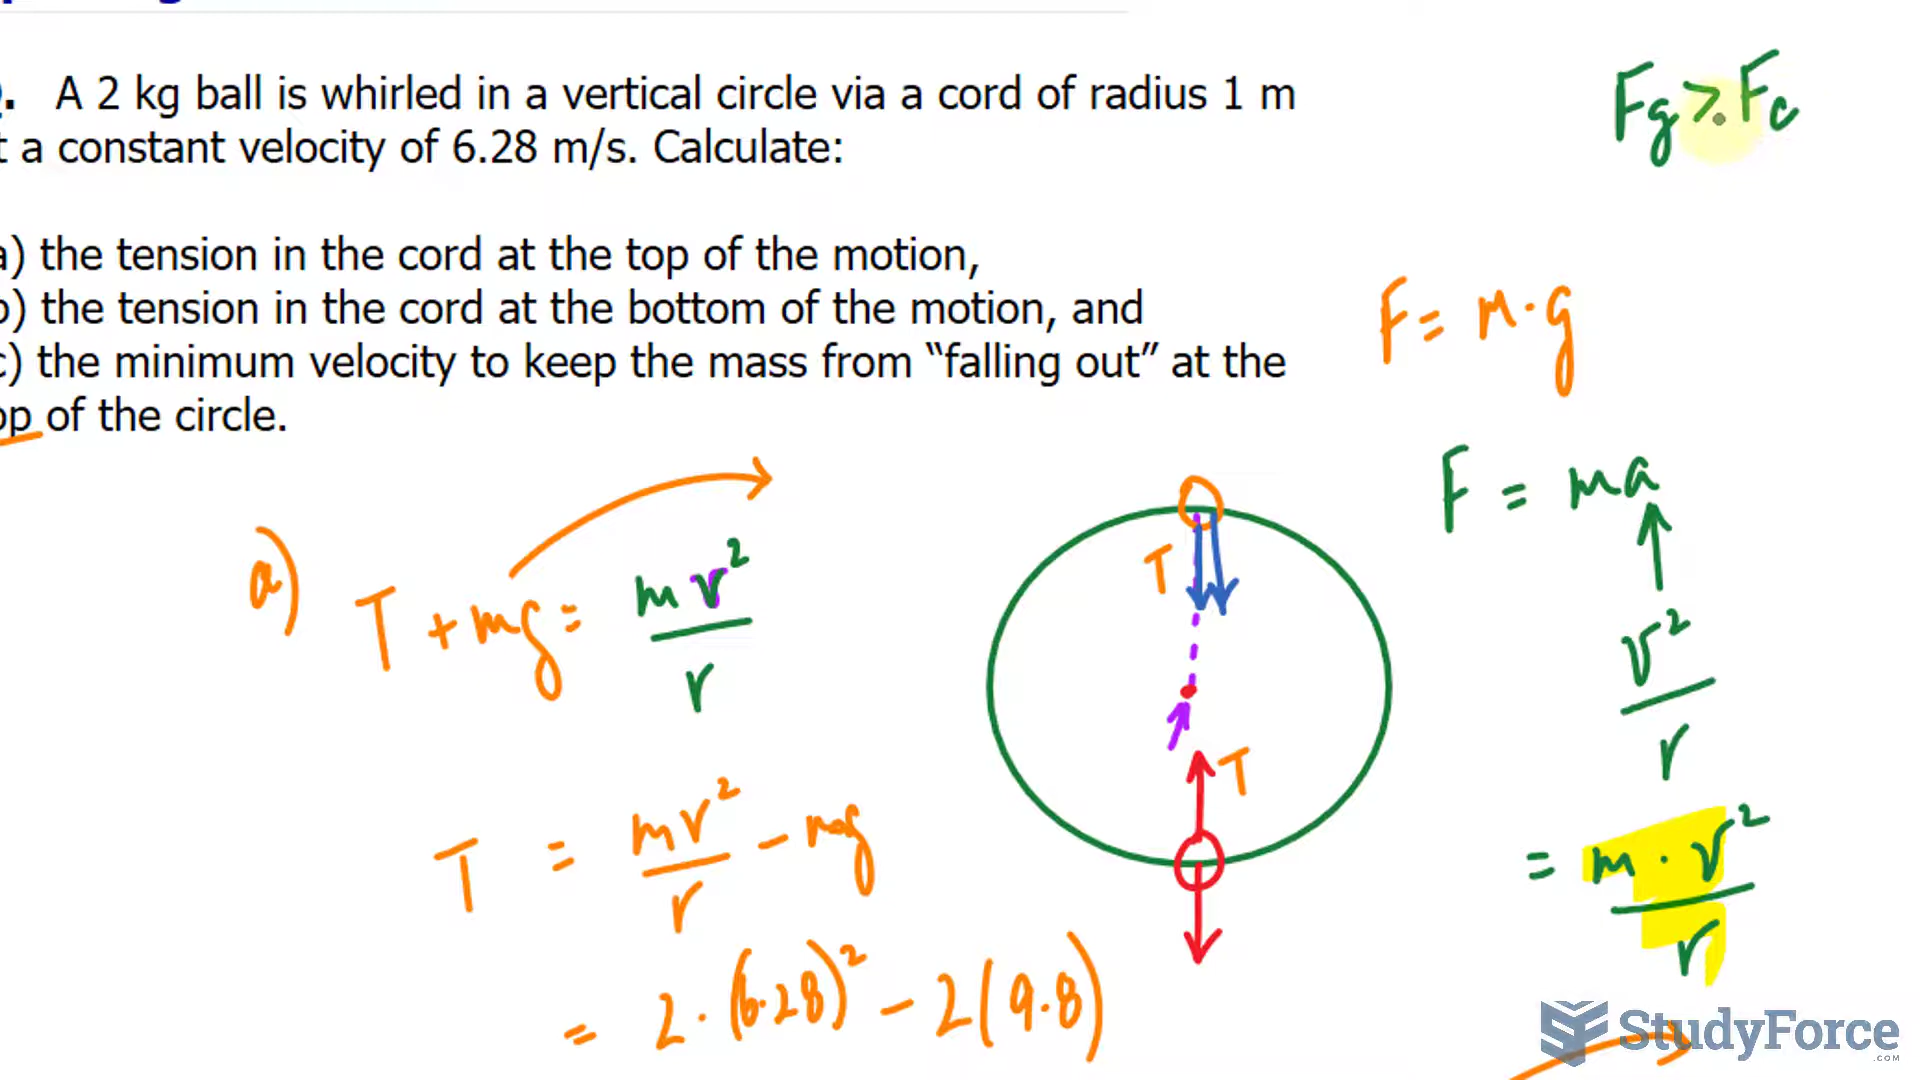 A 2 kg ball is whirled in a vertical circle via a cord of radius 1 m
t a constant velocity of 6.28 m/s. Calculate:
a) the tension in the cord at the top of the motion,
b) the tension in the cord at the bottom of the motion, and
c) the minimum velocity to keep the mass from “falling out” at the
op of the circle.
Fg > Fc
F = m·g
F = ma
v²
r
= m · v²
r
a) T + mg = mv²
r
T = mv² - mg
r
= 2 · (6.28)² - 2(9.8)
T
T
StudyForce
.COM